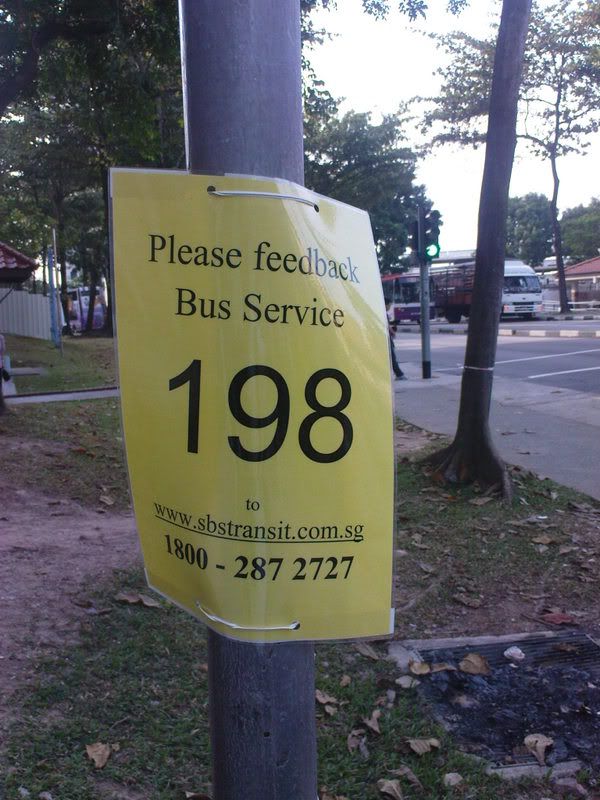 Please feedback
Bus Service
198
to
www.sbstransit.com.sg
1800 - 287 2727